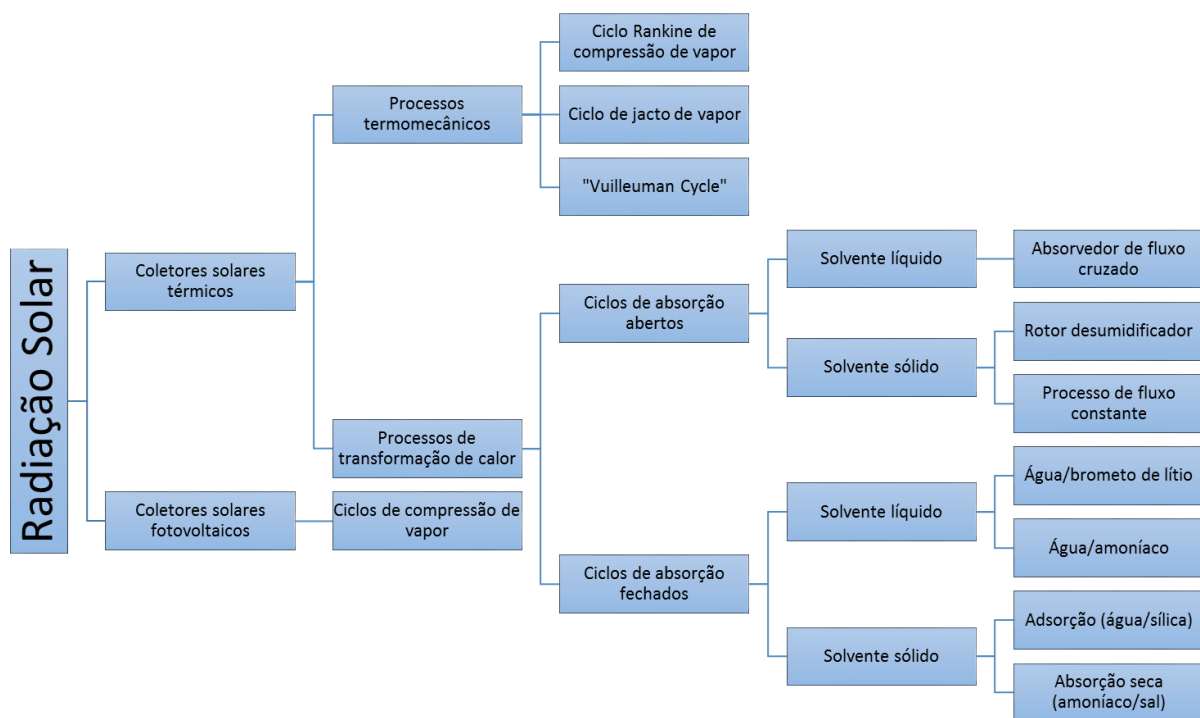 Radiação Solar
Coletores solares
térmicos
Coletores solares
fotovoltaicos
Processos
termomecânicos
Processos de
transformação de calor
Ciclos de compressão de
vapor
Ciclo Rankine de
compressão de vapor
Ciclo de jacto de vapor
"Vuilleuman Cycle"
Ciclos de absorção
abertos
Ciclos de absorção
fechados
Solvente líquido
Solvente sólido
Solvente líquido
Solvente sólido
Absorvedor de fluxo
cruzado
Rotor desumidificador
Processo de fluxo
constante
Água/brometo de lítio
Água/amoníaco
Adsorção (água/sílica)
Absorção seca
(amoníaco/sal)